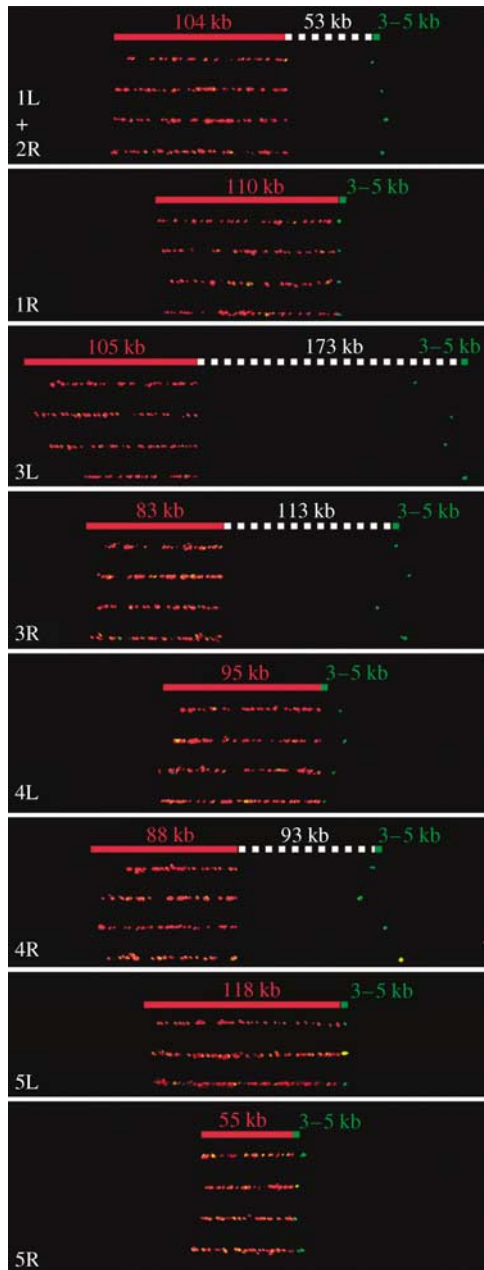 104 kb 53 kb 3–5 kb
1L
+
2R
110 kb 3–5 kb
1R
105 kb 173 kb 3–5 kb
3L
83 kb 113 kb 3–5 kb
3R
95 kb 3–5 kb
4L
88 kb 93 kb 3–5 kb
4R
118 kb 3–5 kb
5L
55 kb 3–5 kb
5R